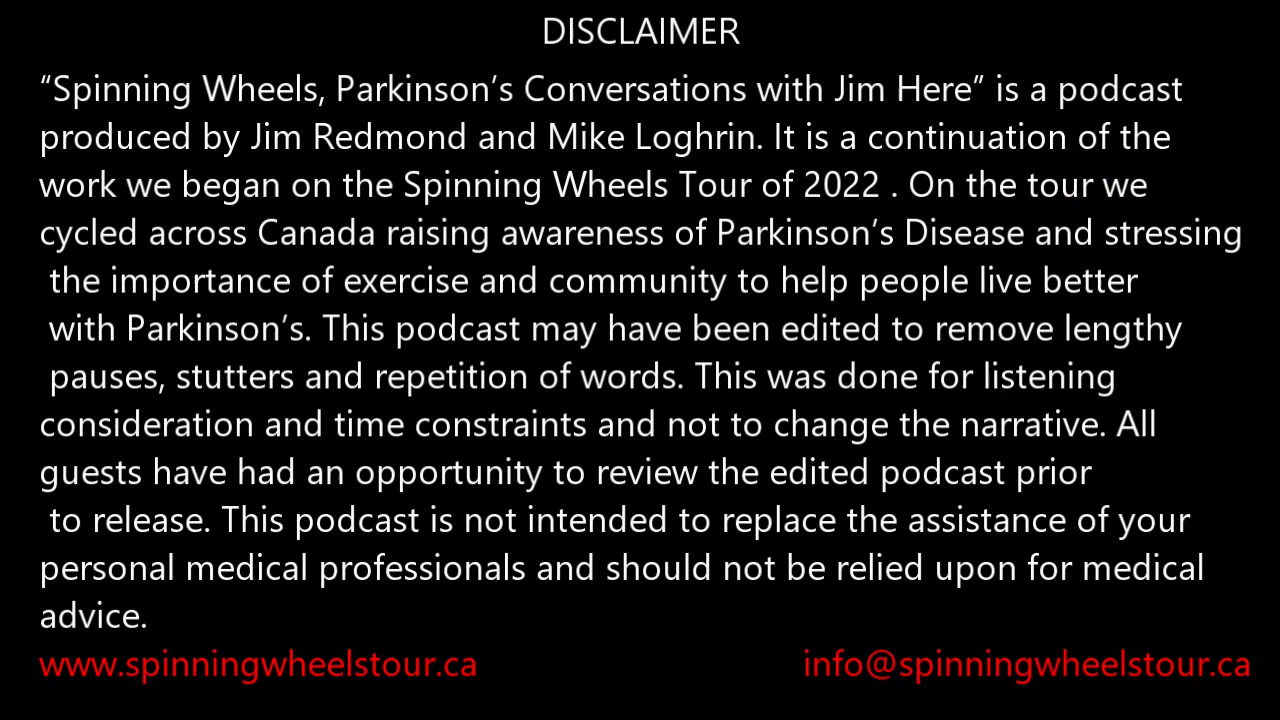 DISCLAIMER
“Spinning Wheels, Parkinson’s Conversations with Jim Here” is a podcast
produced by Jim Redmond and Mike Loghrin. It is a continuation of the
work we began on the Spinning Wheels Tour of 2022 . On the tour we
cycled across Canada raising awareness of Parkinson’s Disease and stressing
the importance of exercise and community to help people live better
with Parkinson’s. This podcast may have been edited to remove lengthy
pauses, stutters and repetition of words. This was done for listening
consideration and time constraints and not to change the narrative. All
guests have had an opportunity to review the edited podcast prior
to release. This podcast is not intended to replace the assistance of your
personal medical professionals and should not be relied upon for medical
advice.
www.spinningwheelstour.ca info@spinningwheelstour.ca